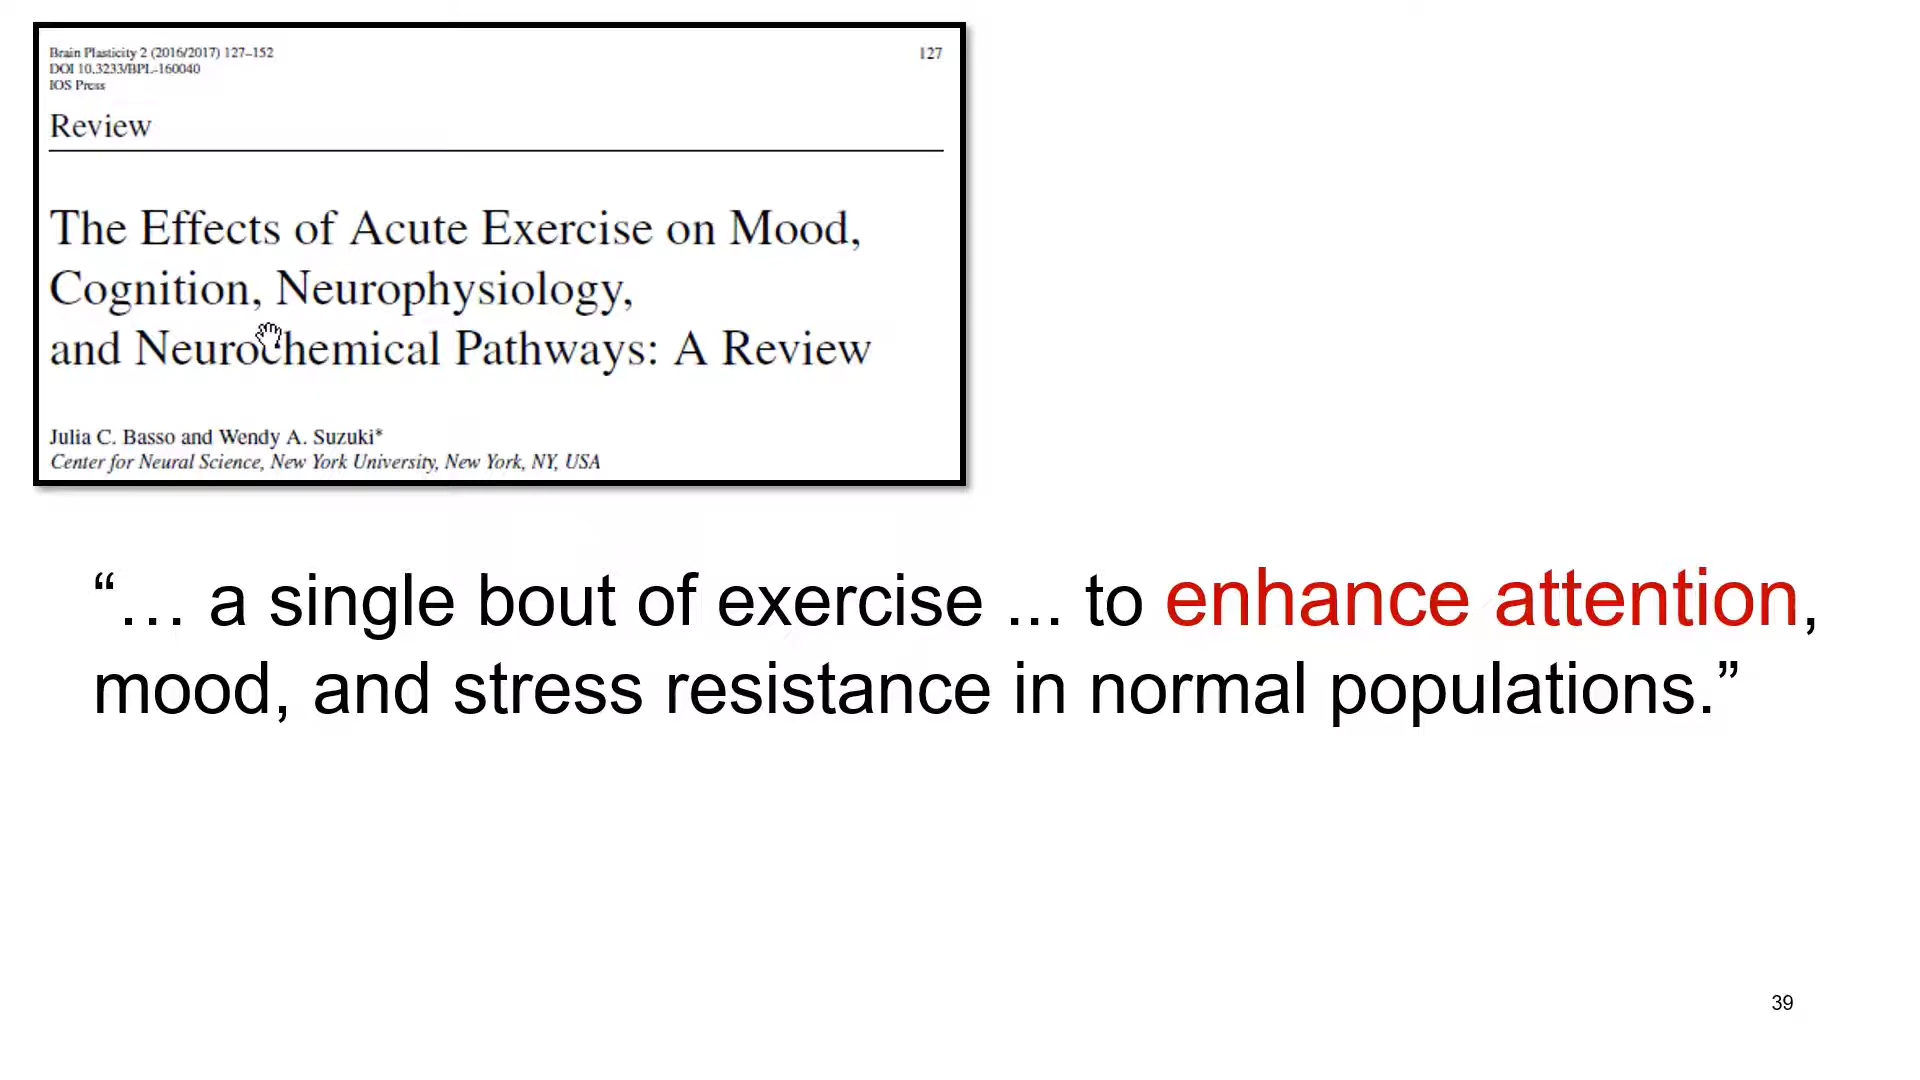 Brain Plasticity 2 (2016/2017) 127–152
127
DOI 10.3233/BPL-160040
IOS Press
Review
The Effects of Acute Exercise on Mood,
Cognition, Neurophysiology,
and Neurochemical Pathways: A Review
Julia C. Basso and Wendy A. Suzuki*
Center for Neural Science, New York University, New York, NY, USA
“… a single bout of exercise ... to enhance attention,
mood, and stress resistance in normal populations.”
39